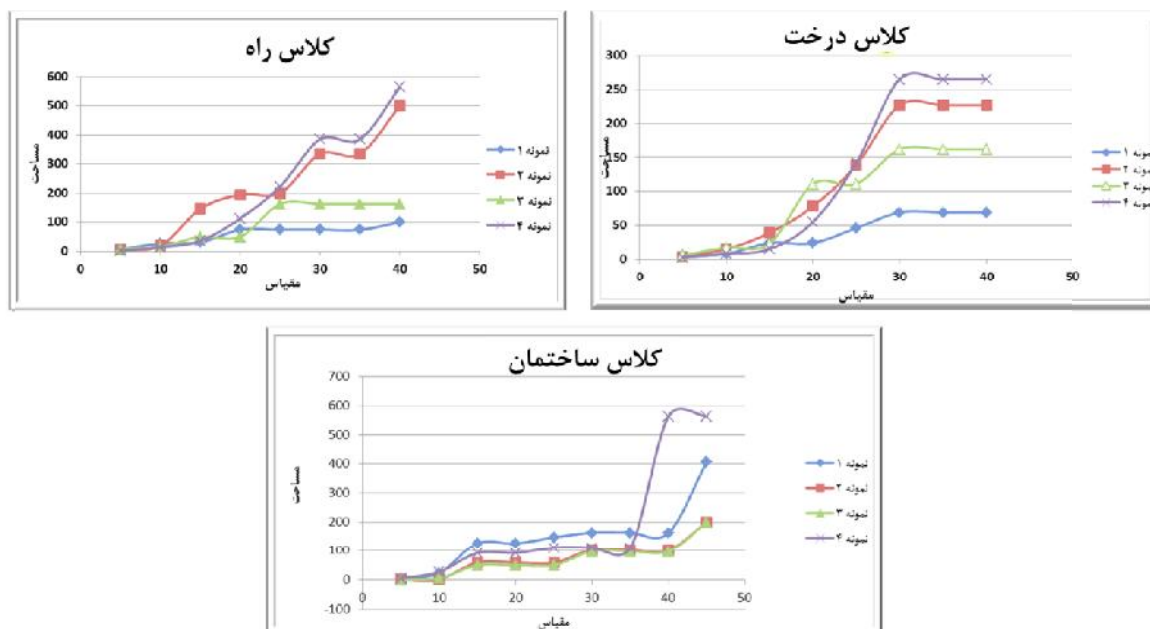 کلاس راه
600
500
400
300
200
100
0
مساحت
0 10 20 30 40 50
مقیاس
نمونه ۱
نمونه ۲
نمونه ۳
نمونه ۴
کلاس درخت
300
250
200
150
100
50
0
مساحت
0 10 20 30 40 50
مقیاس
نمونه ۱
نمونه ۲
نمونه ۳
نمونه ۴
کلاس ساختمان
700
600
500
400
300
200
100
0
-100
مساحت
0 10 20 30 40 50
مقیاس
نمونه ۱
نمونه ۲
نمونه ۳
نمونه ۴